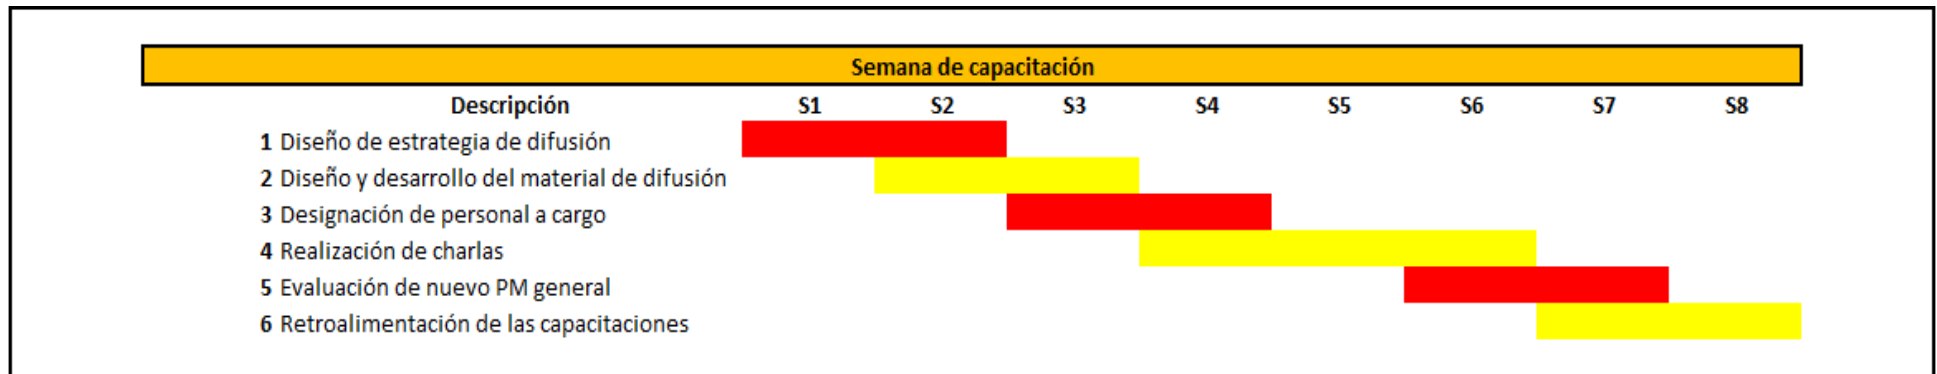 Semana de capacitación
Descripción S1 S2 S3 S4 S5 S6 S7 S8
1 Diseño de estrategia de difusión
2 Diseño y desarrollo del material de difusión
3 Designación de personal a cargo
4 Realización de charlas
5 Evaluación de nuevo PM general
6 Retroalimentación de las capacitaciones